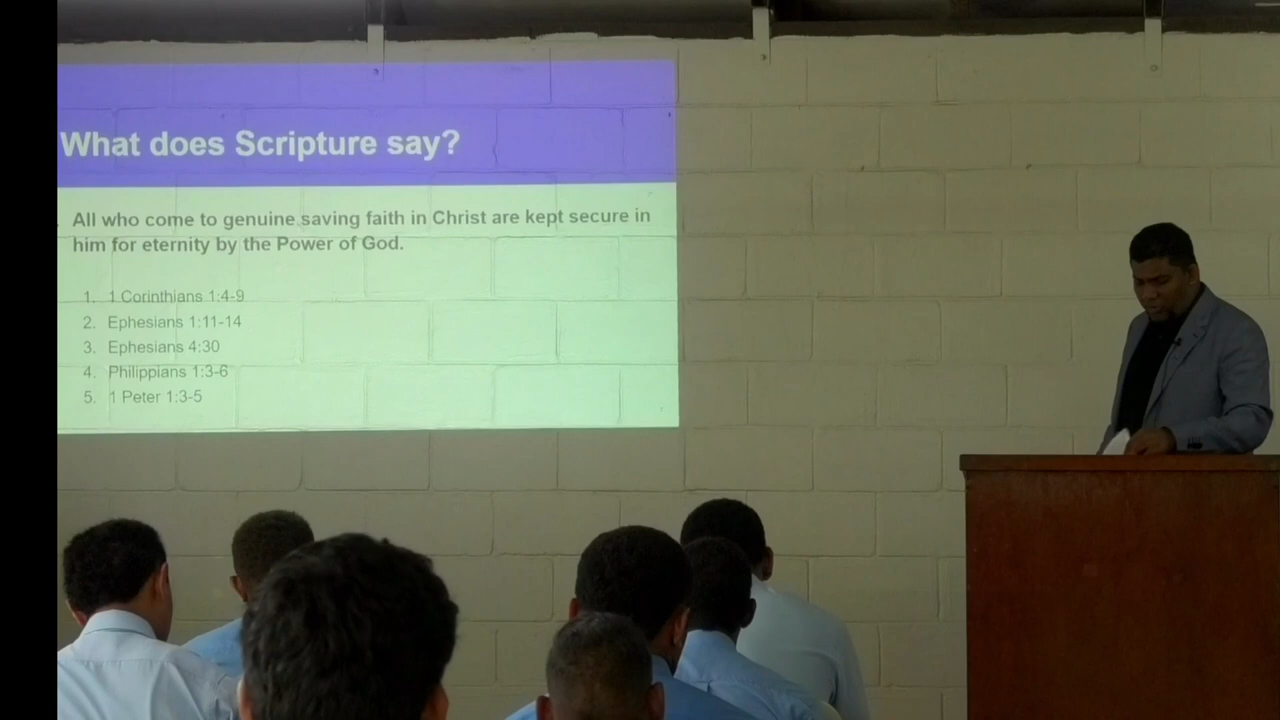 What does Scripture say?
All who come to genuine saving faith in Christ are kept secure in
him for eternity by the Power of God.
1. 1 Corinthians 1:4-9
2. Ephesians 1:11-14
3. Ephesians 4:30
4. Philippians 1:3-6
5. 1 Peter 1:3-5